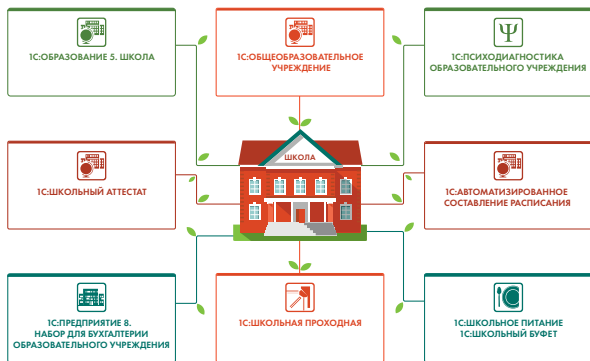 1С:ОБРАЗОВАНИЕ 5. ШКОЛА
1С:ОБЩЕОБРАЗОВАТЕЛЬНОЕ
УЧРЕЖДЕНИЕ
Ψ
1С:ПСИХОДИАГНОСТИКА
ОБРАЗОВАТЕЛЬНОГО УЧРЕЖДЕНИЯ
ШКОЛА
1С:ШКОЛЬНЫЙ АТТЕСТАТ
1С:АВТОМАТИЗИРОВАННОЕ
СОСТАВЛЕНИЕ РАСПИСАНИЯ
1С:ПРЕДПРИЯТИЕ 8.
НАБОР ДЛЯ БУХГАЛТЕРИИ
ОБРАЗОВАТЕЛЬНОГО УЧРЕЖДЕНИЯ
1С:ШКОЛЬНАЯ ПРОХОДНАЯ
1С:ШКОЛЬНОЕ ПИТАНИЕ
1С:ШКОЛЬНЫЙ БУФЕТ